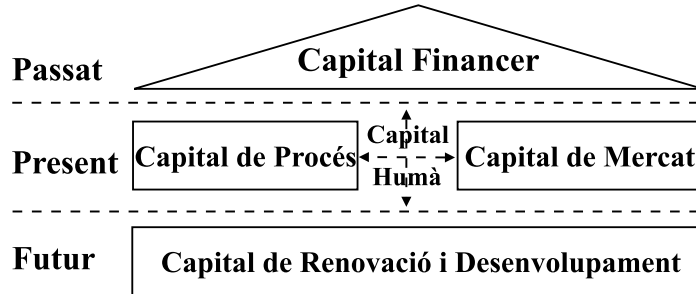 Passat
Capital Financer
Present
Capital de Procés
Capital
Humà
Capital de Mercat
Futur
Capital de Renovació i Desenvolupament